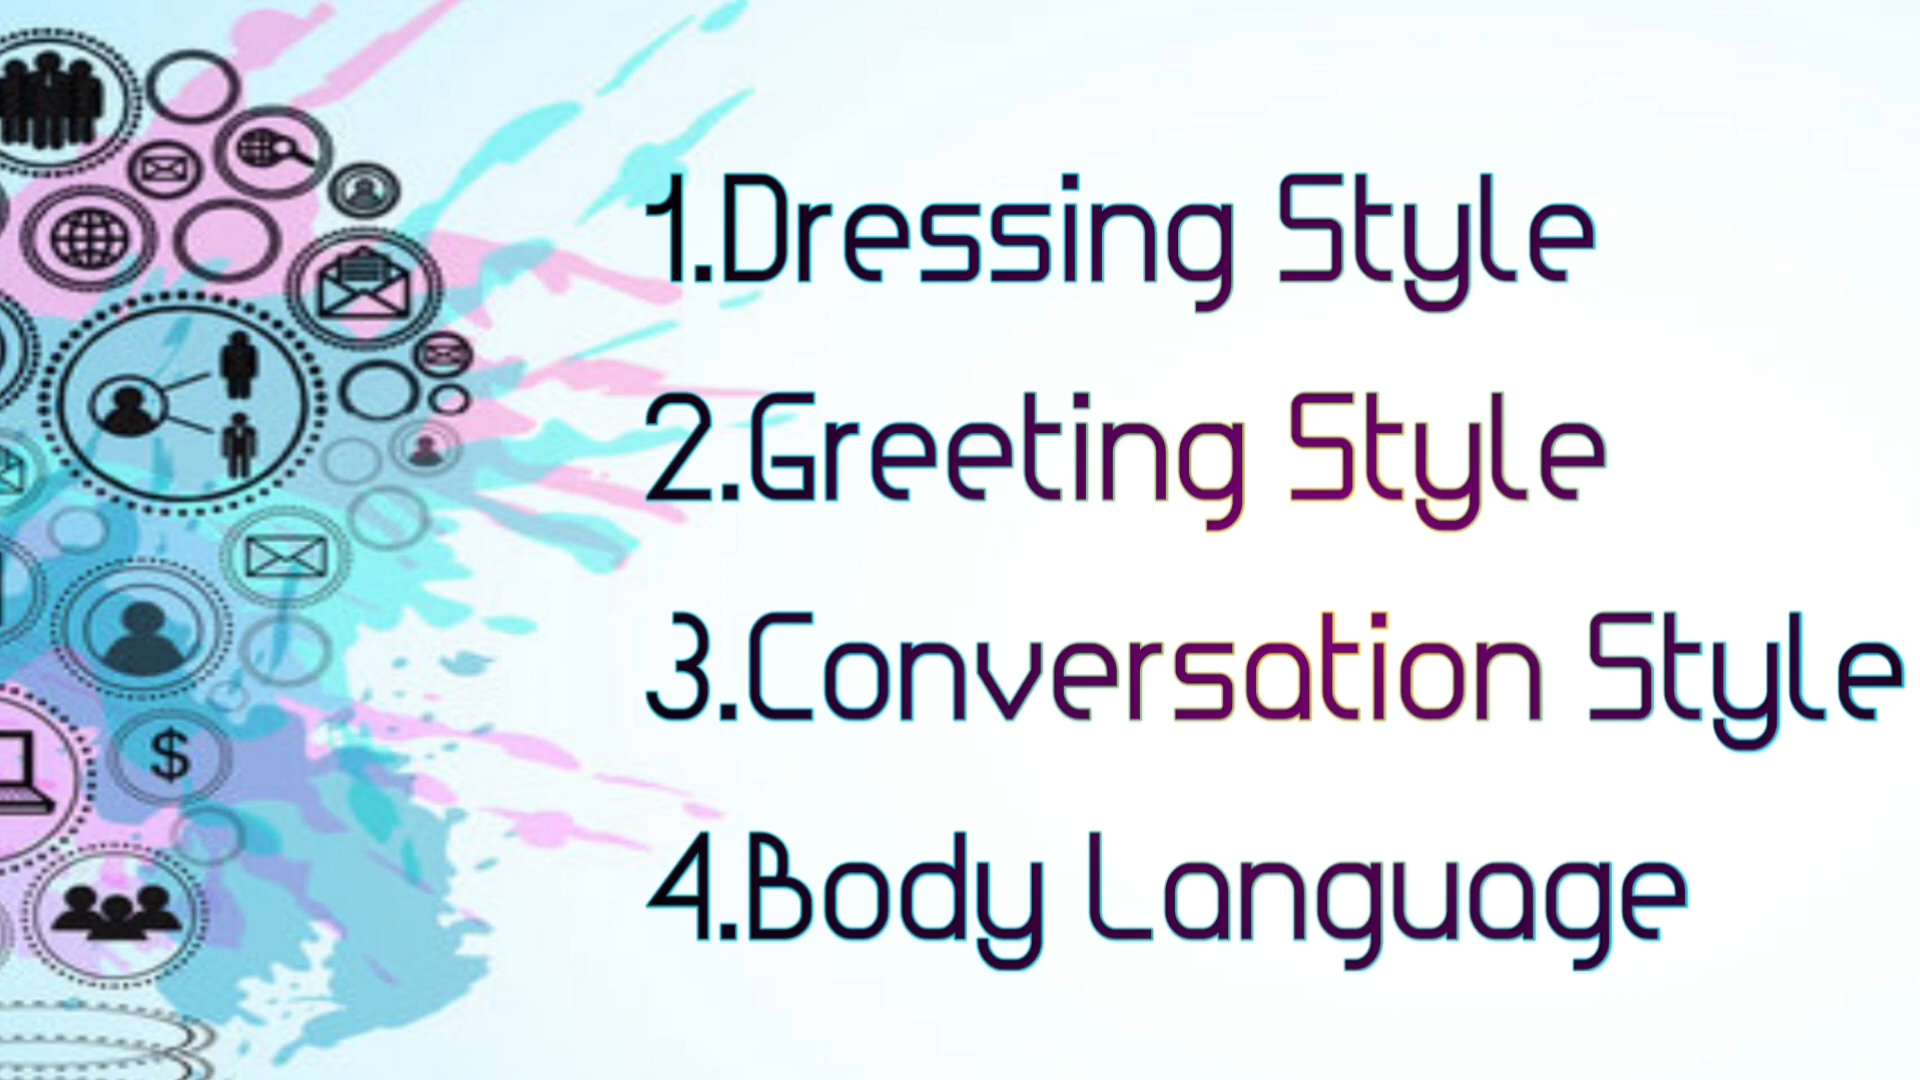 1.Dressing Style
2.Greeting Style
3.Conversation Style
4.Body Language
$